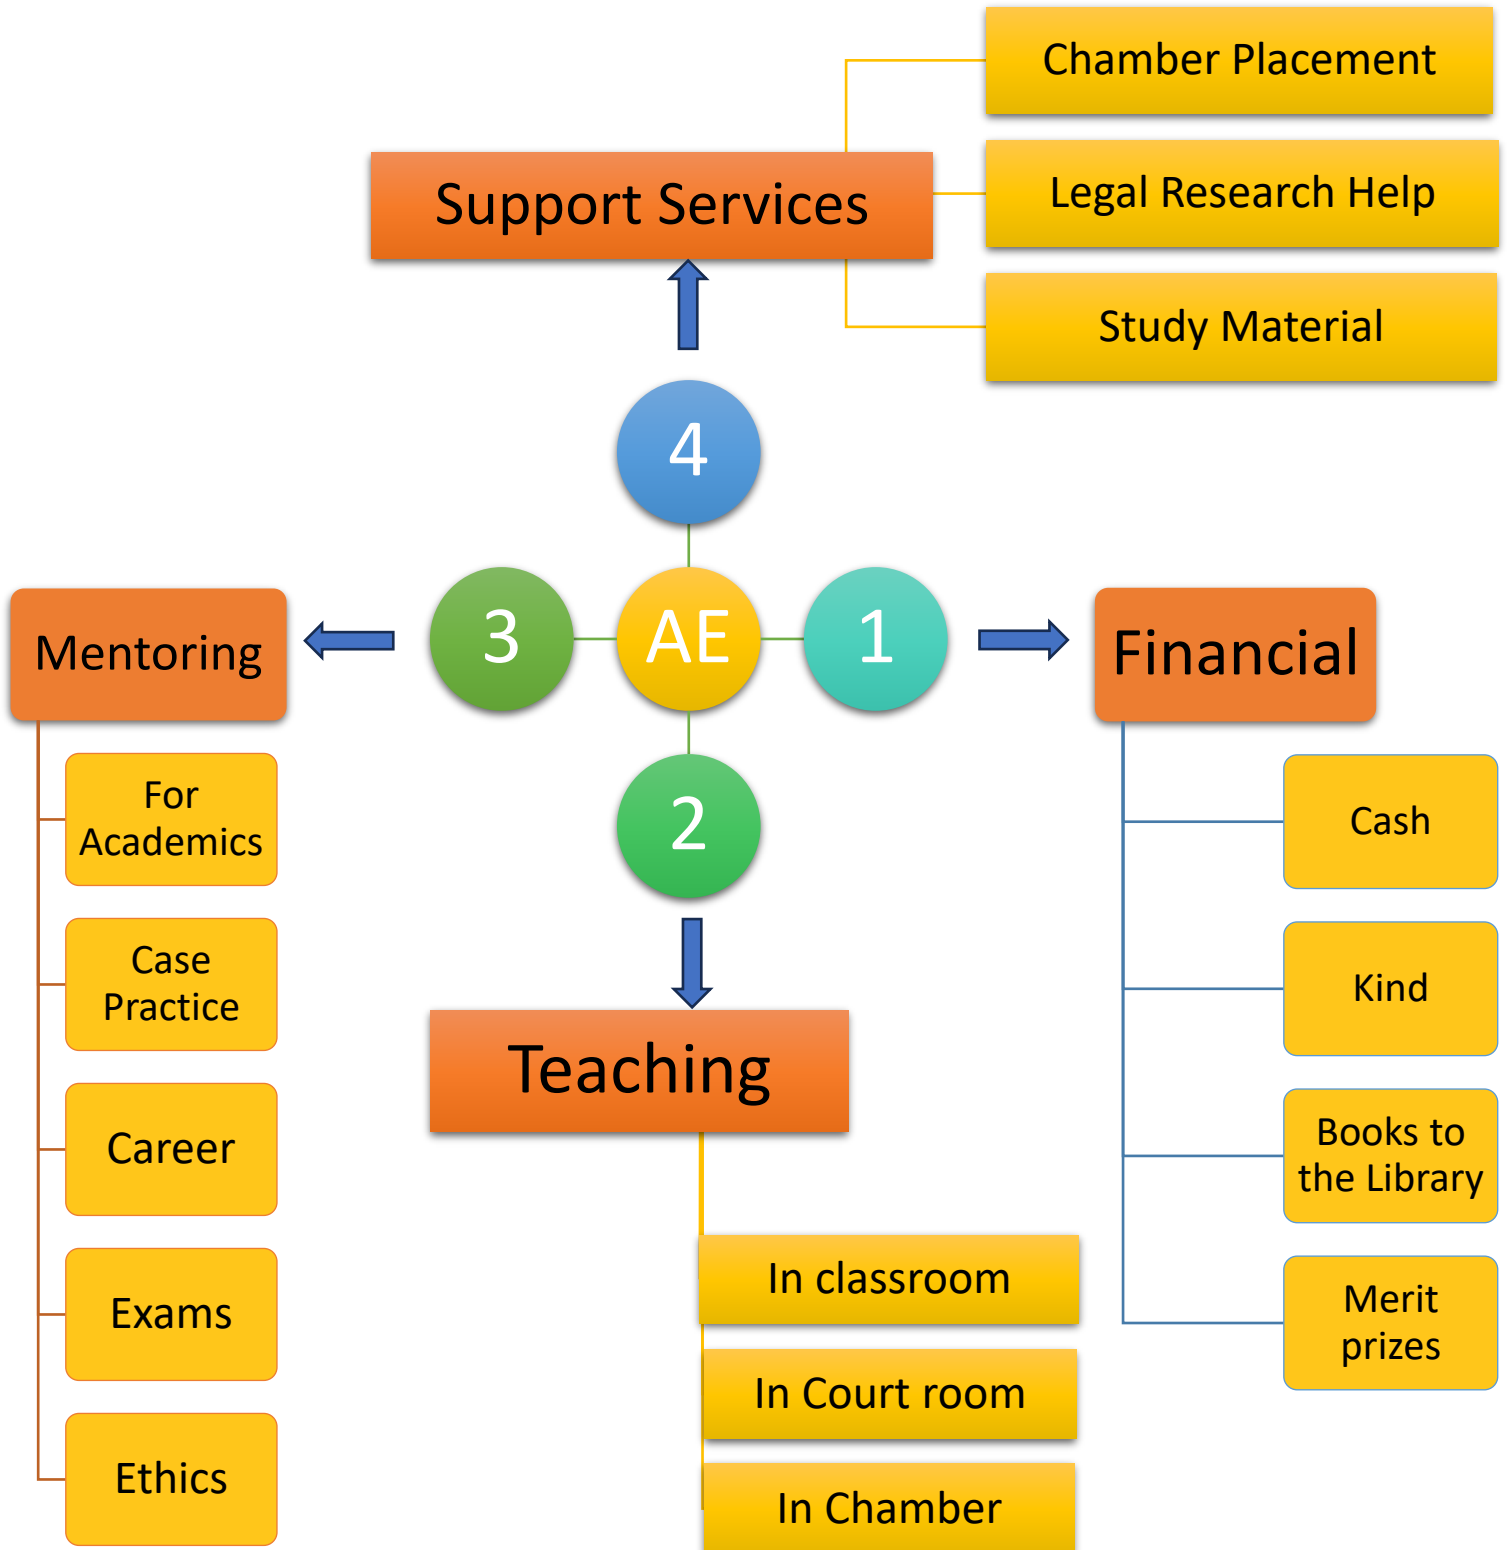 Chamber Placement
Support Services
Legal Research Help
Study Material
4
3
AE
1
2
Mentoring
For
Academics
Case
Practice
Career
Exams
Ethics
Financial
Cash
Kind
Books to
the Library
Merit
prizes
Teaching
In classroom
In Court room
In Chamber